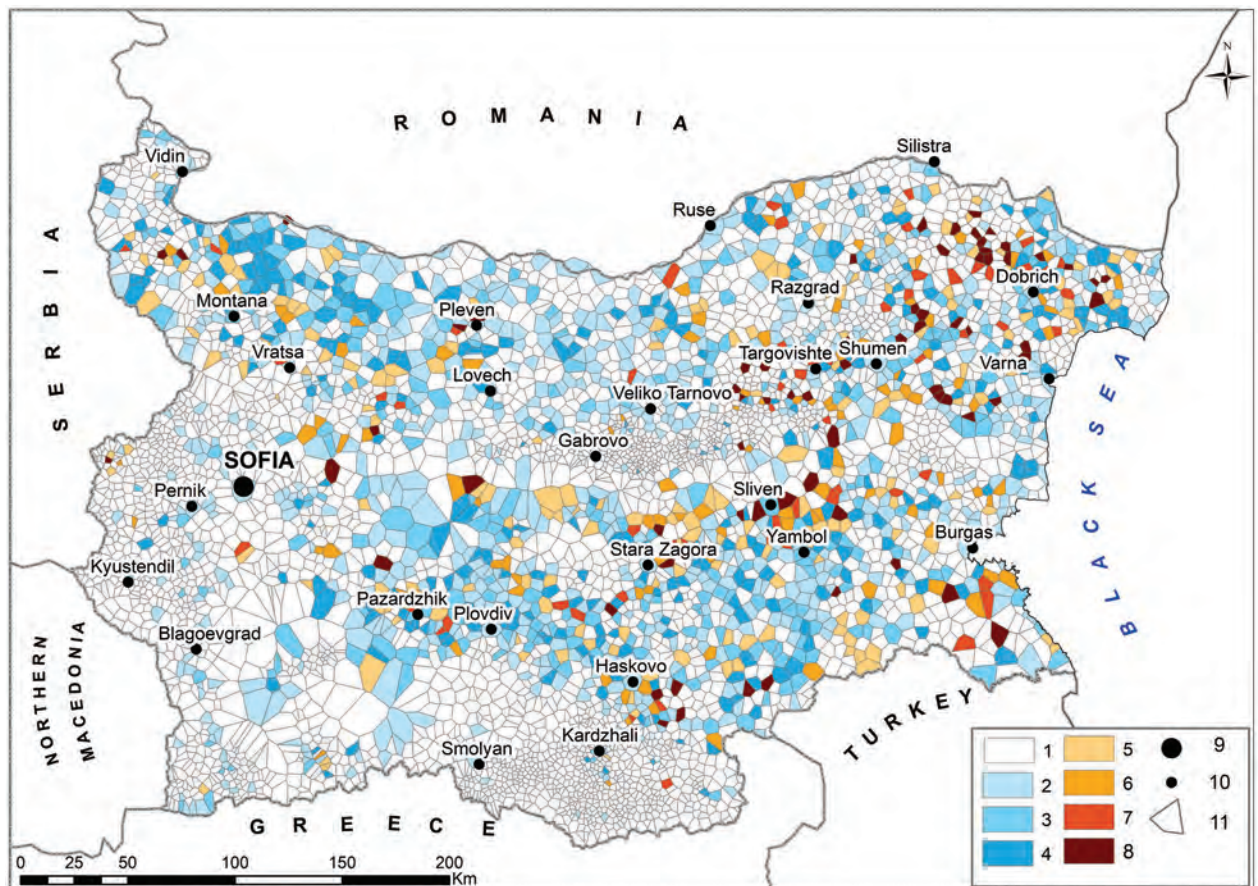 N
ROMANIA
Silistra
Vidin
Ruse
SERBIA
Dobrich
Razgrad
Montana
Pleven
Vratsa
Targovishte
Shumen
Varna
Lovech
Veliko Tarnovo
BLACK SEA
Gabrovo
SOFIA
Pernik
Sliven
Yambol
Burgas
Stara Zagora
Kyustendil
Pazardzhik
Plovdiv
Blagoevgrad
Haskovo
NORTHERN
MACEDONIA
TURKEY
Kardzhali
Smolyan
GREECE
1 5 9
2 6 10
3 7 11
4 8
0 25 50 100 150 200
Km